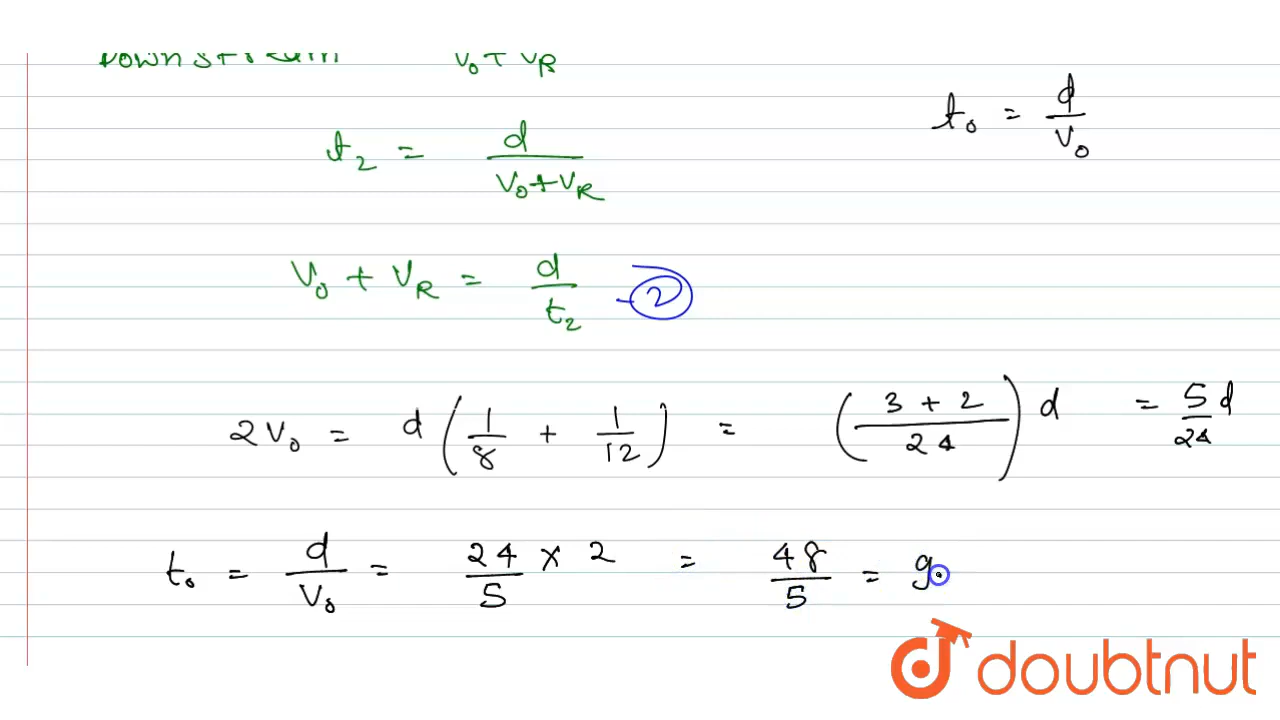 Downstream V₀ + V_R
t₀ = d/V₀
t₂ = d/(V₀+V_R)
V₀ + V_R = d/t₂ - ②
2V₀ = d(1/8 + 1/12) = ((3 + 2)/24) d = 5/24 d
t₀ = d/V₀ = 24/5 × 2 = 48/5 = 9.
doubtnut